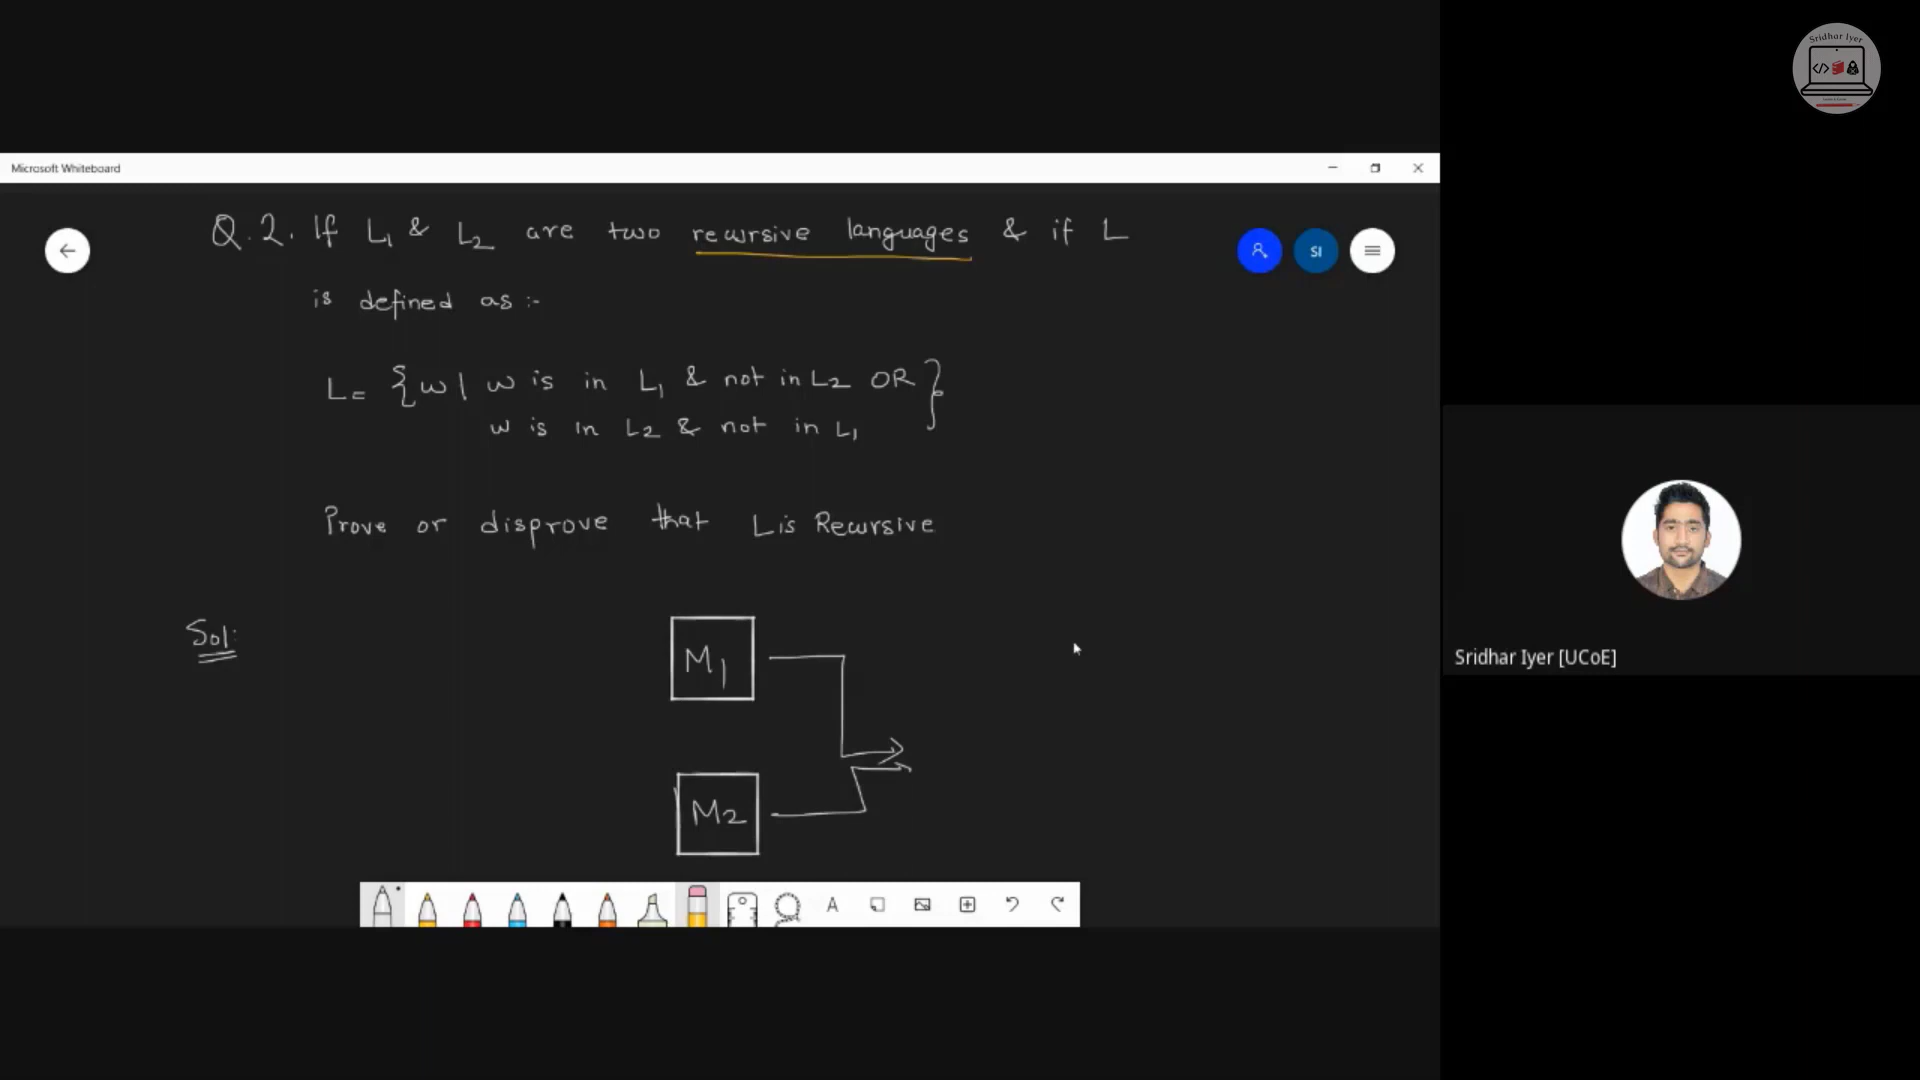 Sridhar Iyer
</>
Microsoft Whiteboard
Q.2. If L1 & L2 are two recursive languages & if L
is defined as :-
SI
L = {w | w is in L1 & not in L2 OR
w is in L2 & not in L1}
Prove or disprove that L is Recursive
Sol:
M1
M2
A
Sridhar Iyer [UCoE]